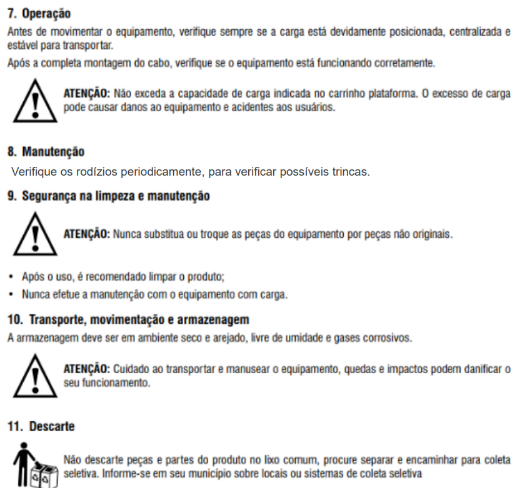 7. Operação
Antes de movimentar o equipamento, verifique sempre se a carga está devidamente posicionada, centralizada e
estável para transportar.
Após a completa montagem do cabo, verifique se o equipamento está funcionando corretamente.
ATENÇÃO: Não exceda a capacidade de carga indicada no carrinho plataforma. O excesso de carga
pode causar danos ao equipamento e acidentes aos usuários.
8. Manutenção
Verifique os rodízios periodicamente, para verificar possíveis trincas.
9. Segurança na limpeza e manutenção
ATENÇÃO: Nunca substitua ou troque as peças do equipamento por peças não originais.
• Após o uso, é recomendado limpar o produto;
• Nunca efetue a manutenção com o equipamento com carga.
10. Transporte, movimentação e armazenagem
A armazenagem deve ser em ambiente seco e arejado, livre de umidade e gases corrosivos.
ATENÇÃO: Cuidado ao transportar e manusear o equipamento, quedas e impactos podem danificar o
seu funcionamento.
11. Descarte
Não descarte peças e partes do produto no lixo comum, procure separar e encaminhar para coleta
seletiva. Informe-se em seu município sobre locais ou sistemas de coleta seletiva